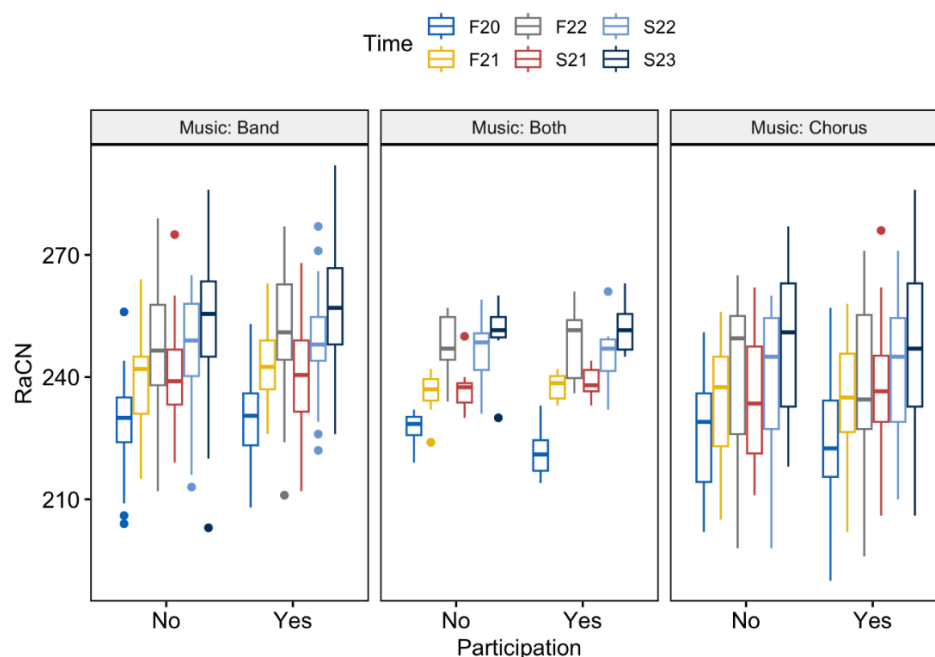 Time
F20 F22 S22
F21 S21 S23
Music: Band Music: Both Music: Chorus
RaCN
270
240
210
No Yes No Yes No Yes
Participation